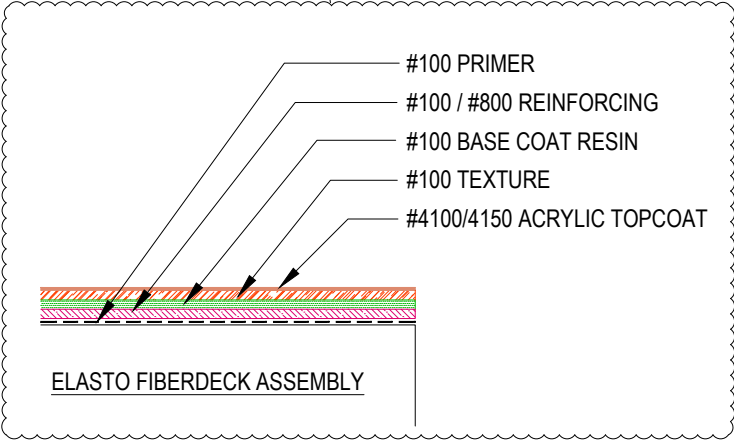 #100 PRIMER
#100 / #800 REINFORCING
#100 BASE COAT RESIN
#100 TEXTURE
#4100/4150 ACRYLIC TOPCOAT
ELASTO FIBERDECK ASSEMBLY